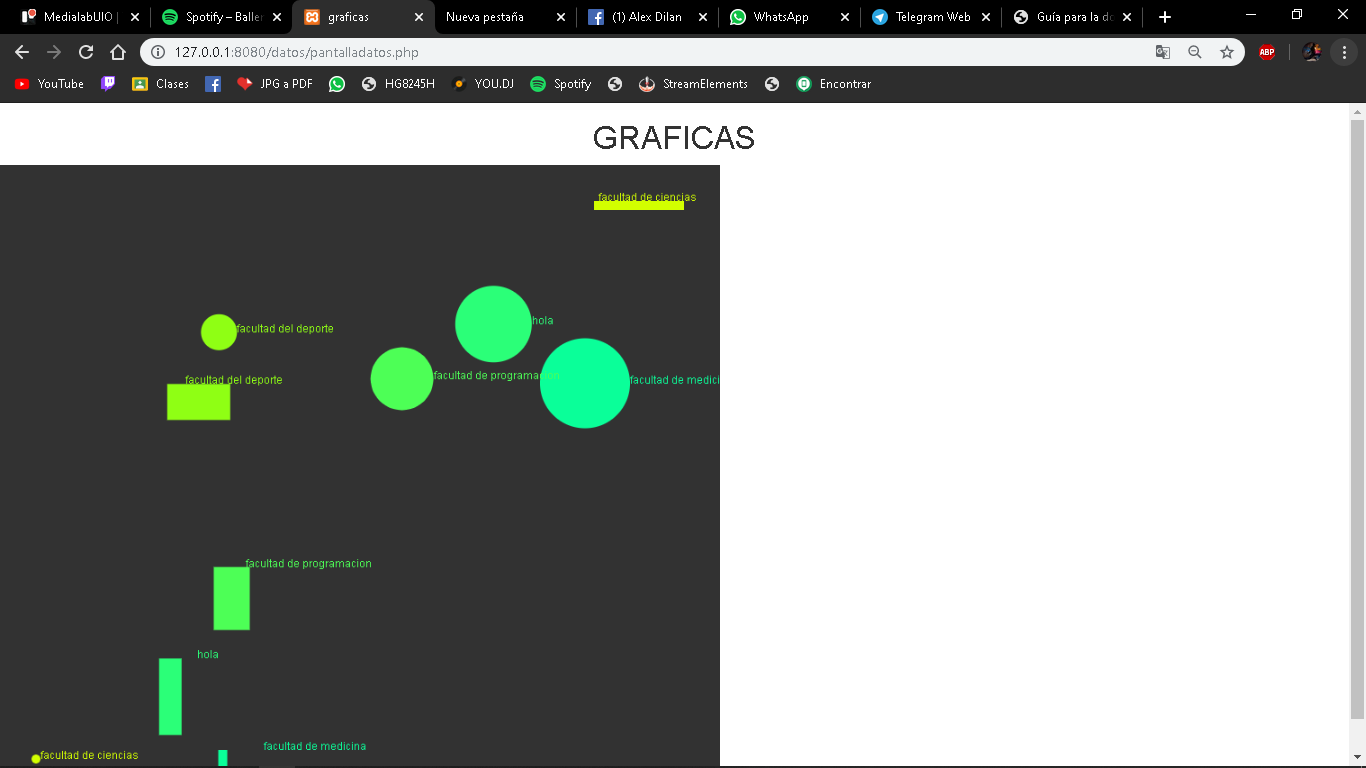 MedialabUIO
Spotify – Baller
graficas
Nueva pestaña
(1) Alex Dilan
WhatsApp
Telegram Web
Guía para la do
127.0.0.1:8080/datos/pantalladatos.php
ABP
YouTube
Clases
JPG a PDF
HG8245H
YOU.DJ
Spotify
StreamElements
Encontrar
GRAFICAS
facultad de ciencias
hola
facultad del deporte
facultad de programacion
facultad de medici
facultad del deporte
facultad de programacion
hola
facultad de medicina
facultad de ciencias